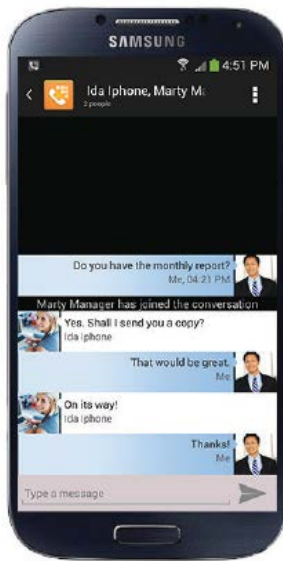 SAMSUNG
4:51 PM
Ida Iphone, Marty Ma
2 people
Do you have the monthly report?
Me, 04:21 PM
Marty Manager has joined the conversation
Yes. Shall I send you a copy?
Ida Iphone
That would be great.
Me
On its way!
Ida Iphone
Thanks!
Me
Type a message